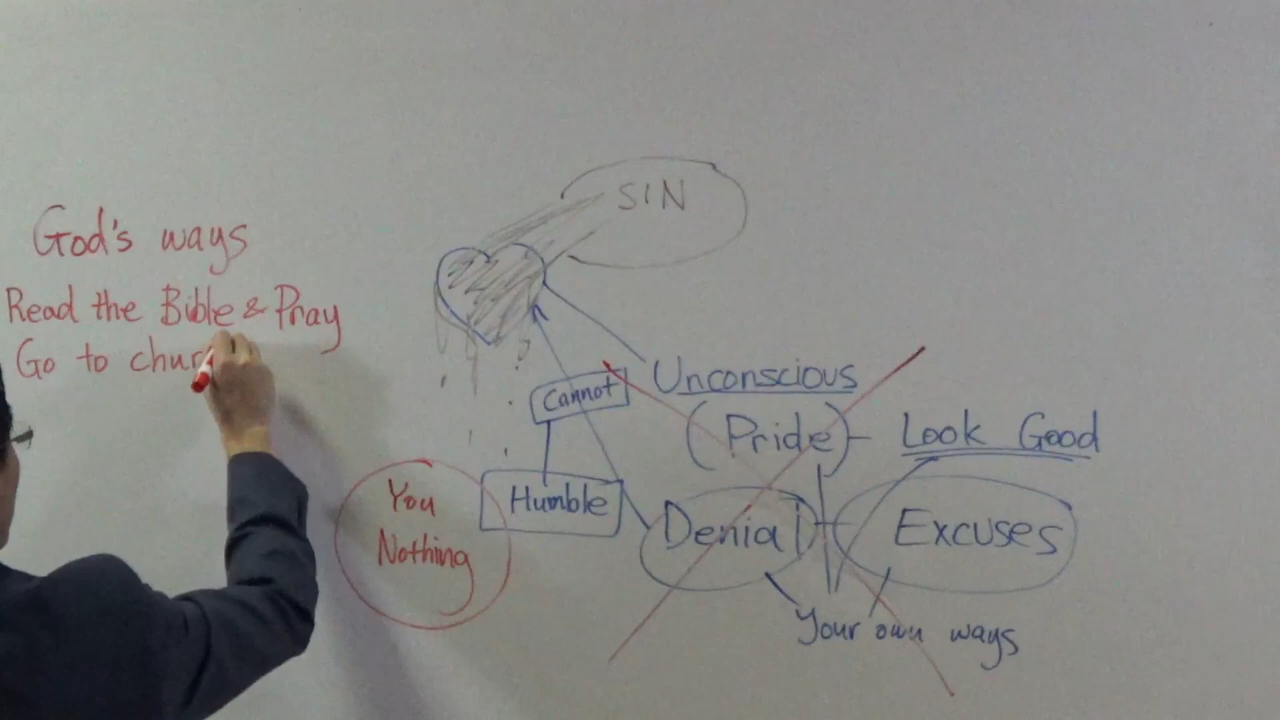 God's ways
Read the Bible & Pray
Go to chur
SIN
Unconscious
(Pride)
Look Good
Cannot
Humble
Denial
Excuses
Your own ways
You
Nothing